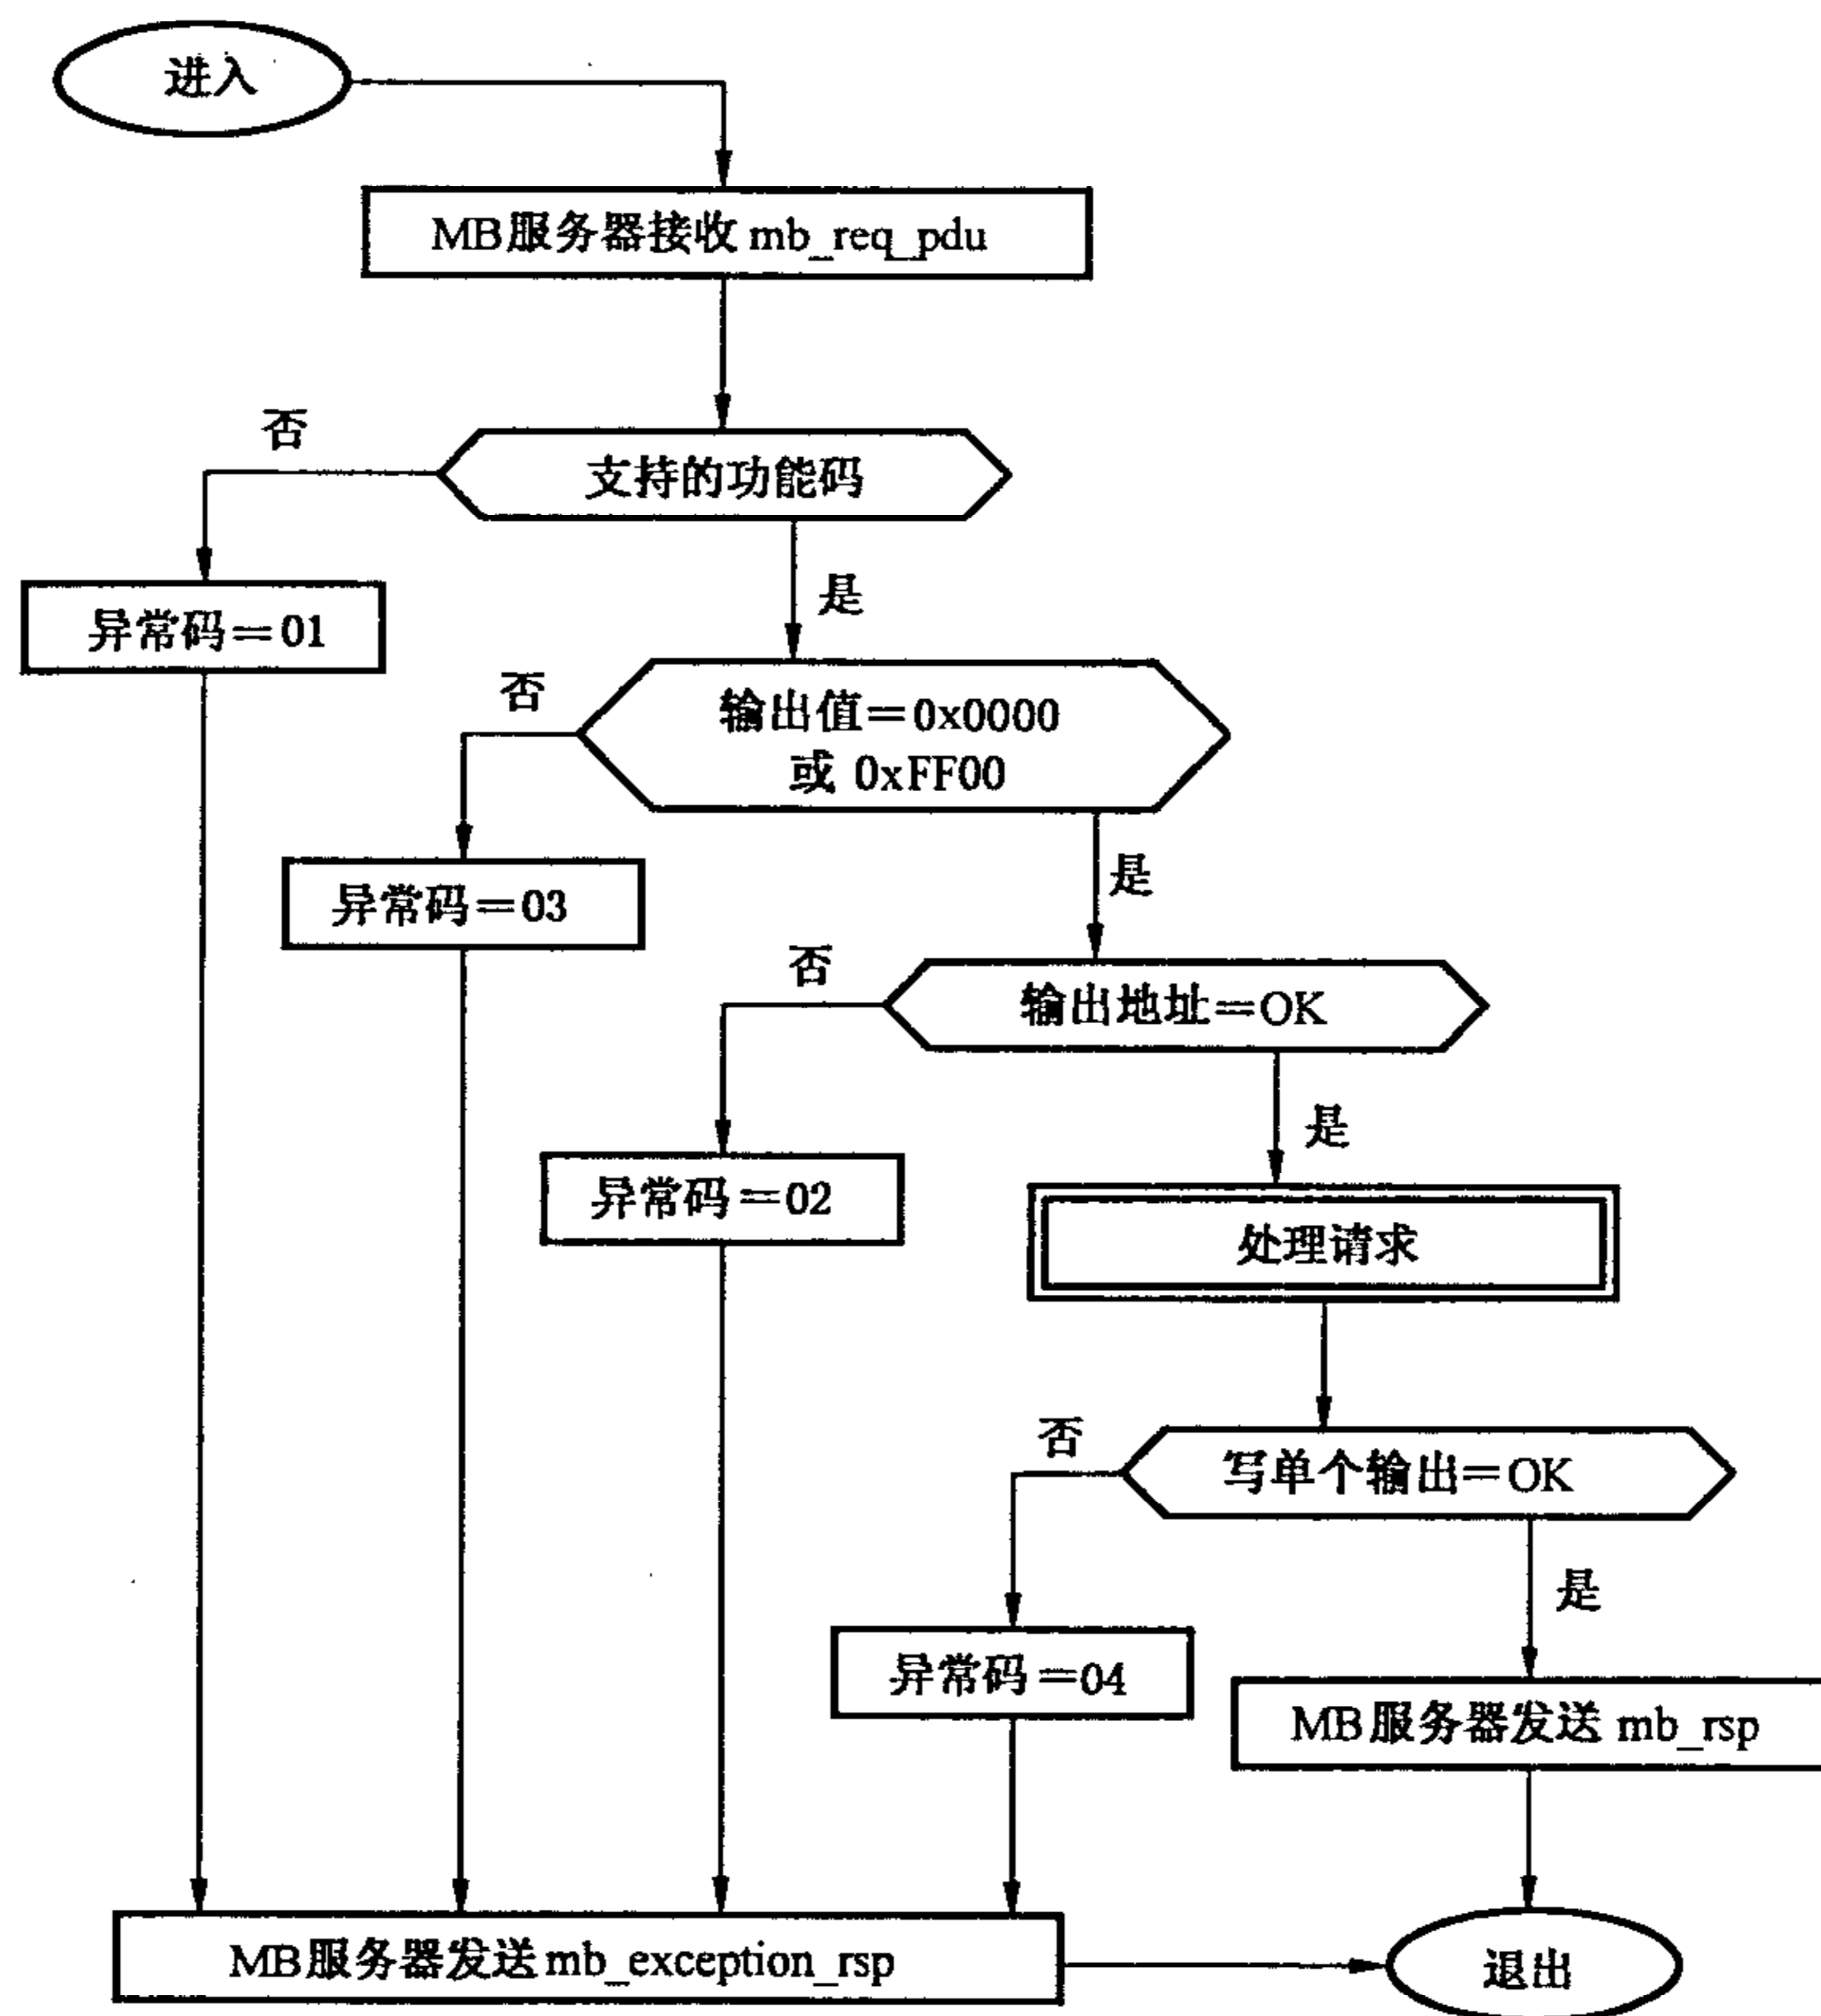 进入
MB服务器接收 mb_req_pdu
否
支持的功能码
是
异常码=01
否
输出值=0x0000
或 0xFF00
是
异常码=03
否
输出地址=OK
是
异常码=02
处理请求
否
写单个输出=OK
是
异常码=04
MB服务器发送 mb_rsp
MB服务器发送 mb_exception_rsp
退出